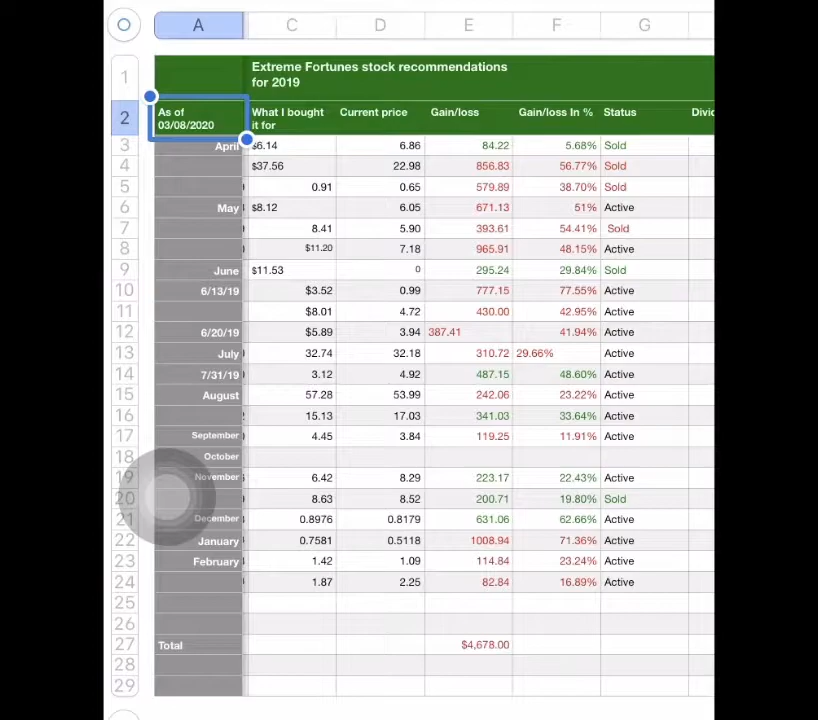 A B C D E F G
1 Extreme Fortunes stock recommendations
for 2019
2 As of 03/08/2020 What I bought it for Current price Gain/loss Gain/loss In % Status Divic
3 April $6.14 6.86 84.22 5.68% Sold
4 $37.56 22.98 856.83 56.77% Sold
5 0.91 0.65 579.89 38.70% Sold
6 May $8.12 6.05 671.13 51% Active
7 8.41 5.90 393.61 54.41% Sold
8 $11.20 7.18 965.91 48.15% Active
9 June $11.53 0 295.24 29.84% Sold
10 6/13/19 $3.52 0.99 777.15 77.55% Active
11 $8.01 4.72 430.00 42.95% Active
12 6/20/19 $5.89 3.94 387.41 41.94% Active
13 July 32.74 32.18 310.72 29.66% Active
14 7/31/19 3.12 4.92 487.15 48.60% Active
15 August 57.28 53.99 242.06 23.22% Active
16 15.13 17.03 341.03 33.64% Active
17 September 4.45 3.84 119.25 11.91% Active
18 October
19 November 6.42 8.29 223.17 22.43% Active
20 8.63 8.52 200.71 19.80% Sold
21 December 0.8976 0.8179 631.06 62.66% Active
22 January 0.7581 0.5118 1008.94 71.36% Active
23 February 1.42 1.09 114.84 23.24% Active
24 1.87 2.25 82.84 16.89% Active
25
26
27 Total $4,678.00
28
29